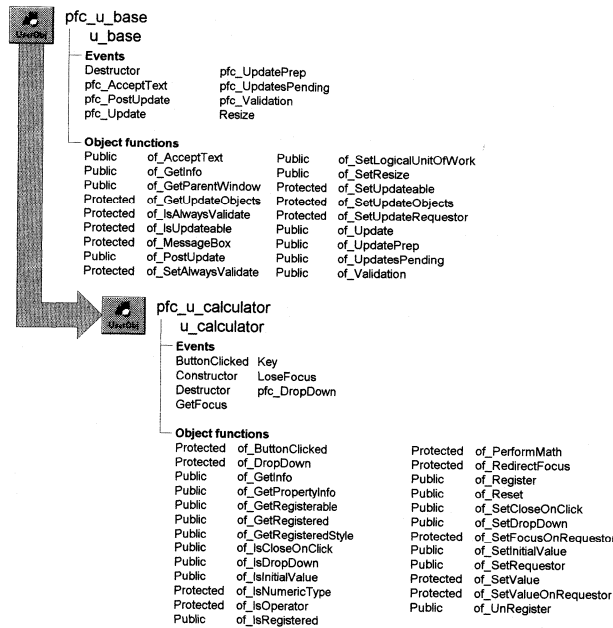 UserObj
pfc_u_base
u_base
Events
Destructor pfc_UpdatePrep
pfc_AcceptText pfc_UpdatesPending
pfc_PostUpdate pfc_Validation
pfc_Update Resize
Object functions
Public of_AcceptText Public of_SetLogicalUnitOfWork
Public of_GetInfo Public of_SetResize
Public of_GetParentWindow Protected of_SetUpdateable
Protected of_GetUpdateObjects Protected of_SetUpdateObjects
Protected of_IsAlwaysValidate Protected of_SetUpdateRequestor
Protected of_IsUpdateable Public of_Update
Protected of_MessageBox Public of_UpdatePrep
Public of_PostUpdate Public of_UpdatesPending
Protected of_SetAlwaysValidate Public of_Validation
UserObj
pfc_u_calculator
u_calculator
Events
ButtonClicked Key
Constructor LoseFocus
Destructor pfc_DropDown
GetFocus
Object functions
Protected of_ButtonClicked Protected of_PerformMath
Protected of_DropDown Protected of_RedirectFocus
Public of_GetInfo Public of_Register
Public of_GetPropertyInfo Public of_Reset
Public of_GetRegisterable Public of_SetCloseOnClick
Public of_GetRegistered Public of_SetDropDown
Public of_GetRegisteredStyle Protected of_SetFocusOnRequestor
Public of_IsCloseOnClick Public of_SetInitialValue
Public of_IsDropDown Public of_SetRequestor
Public of_IsInitialValue Protected of_SetValue
Protected of_IsNumericType Protected of_SetValueOnRequestor
Protected of_IsOperator Public of_UnRegister
Public of_IsRegistered